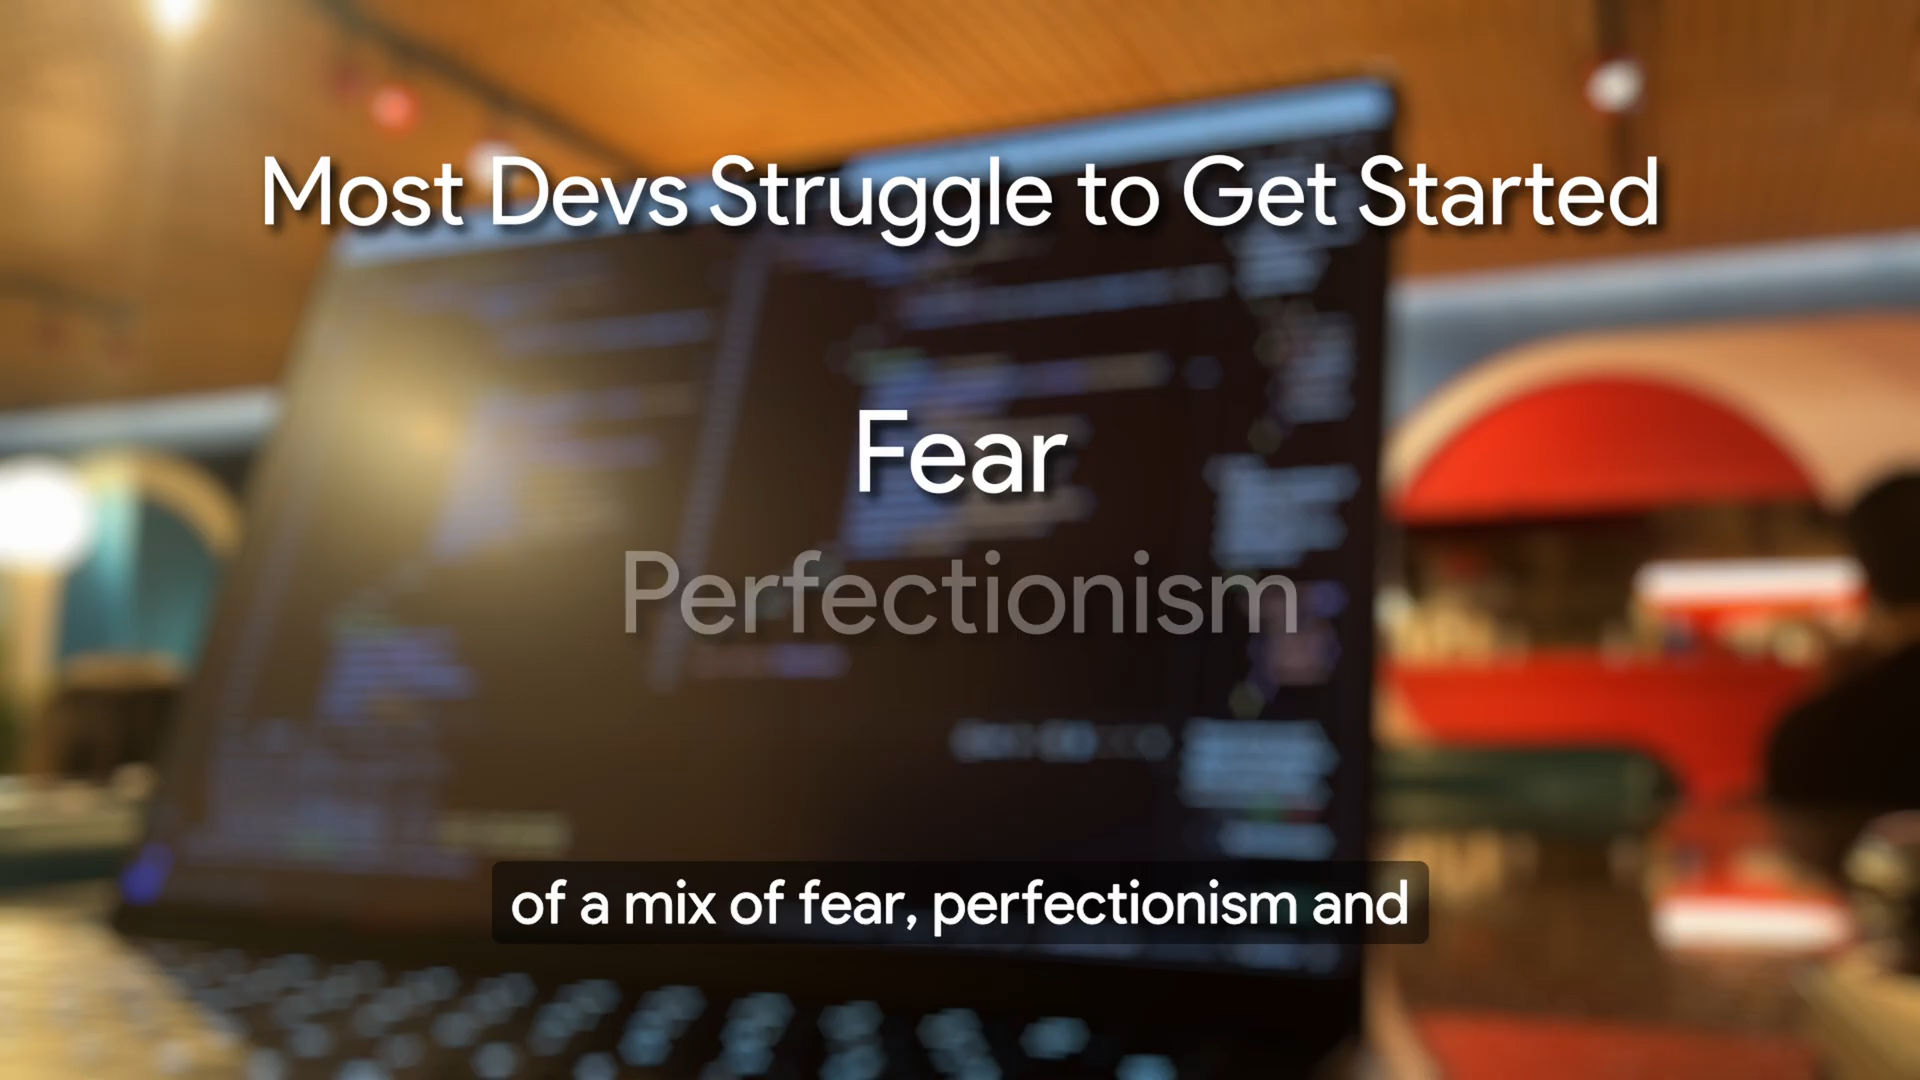 Most Devs Struggle to Get Started
Fear
Perfectionism
of a mix of fear, perfectionism and